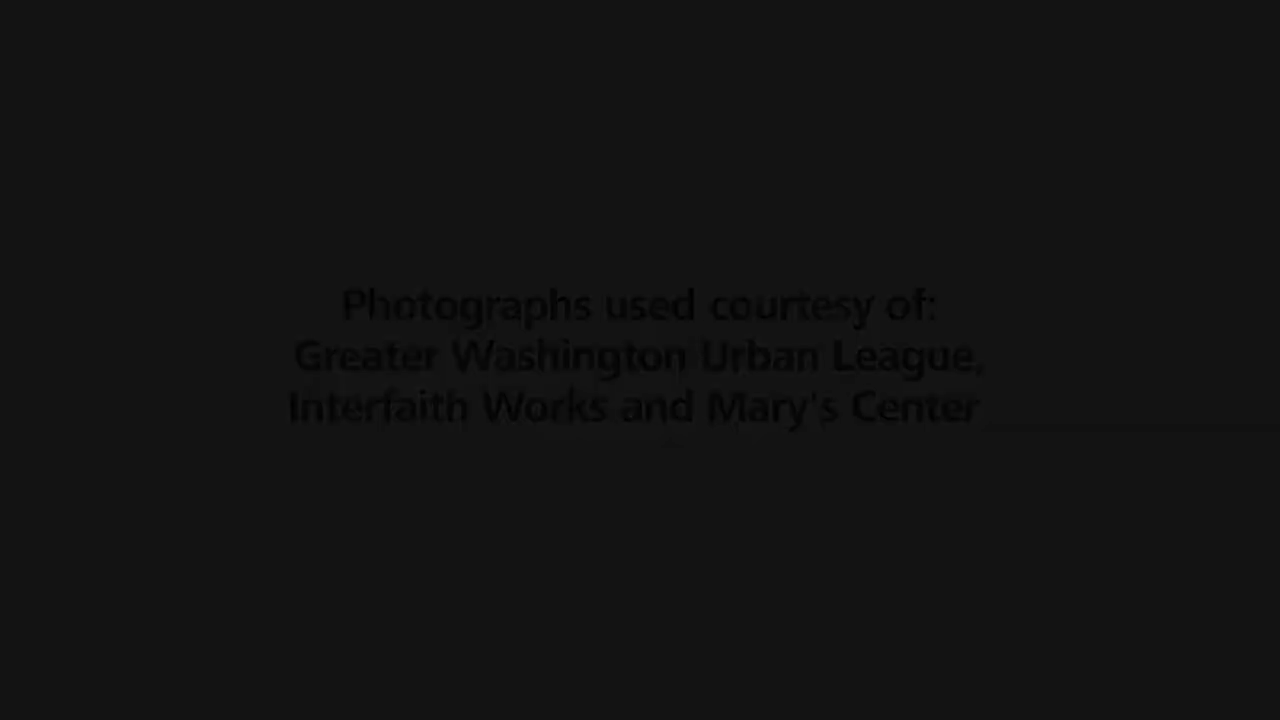 Photographs used courtesy of:
Greater Washington Urban League,
Interfaith Works and Mary's Center